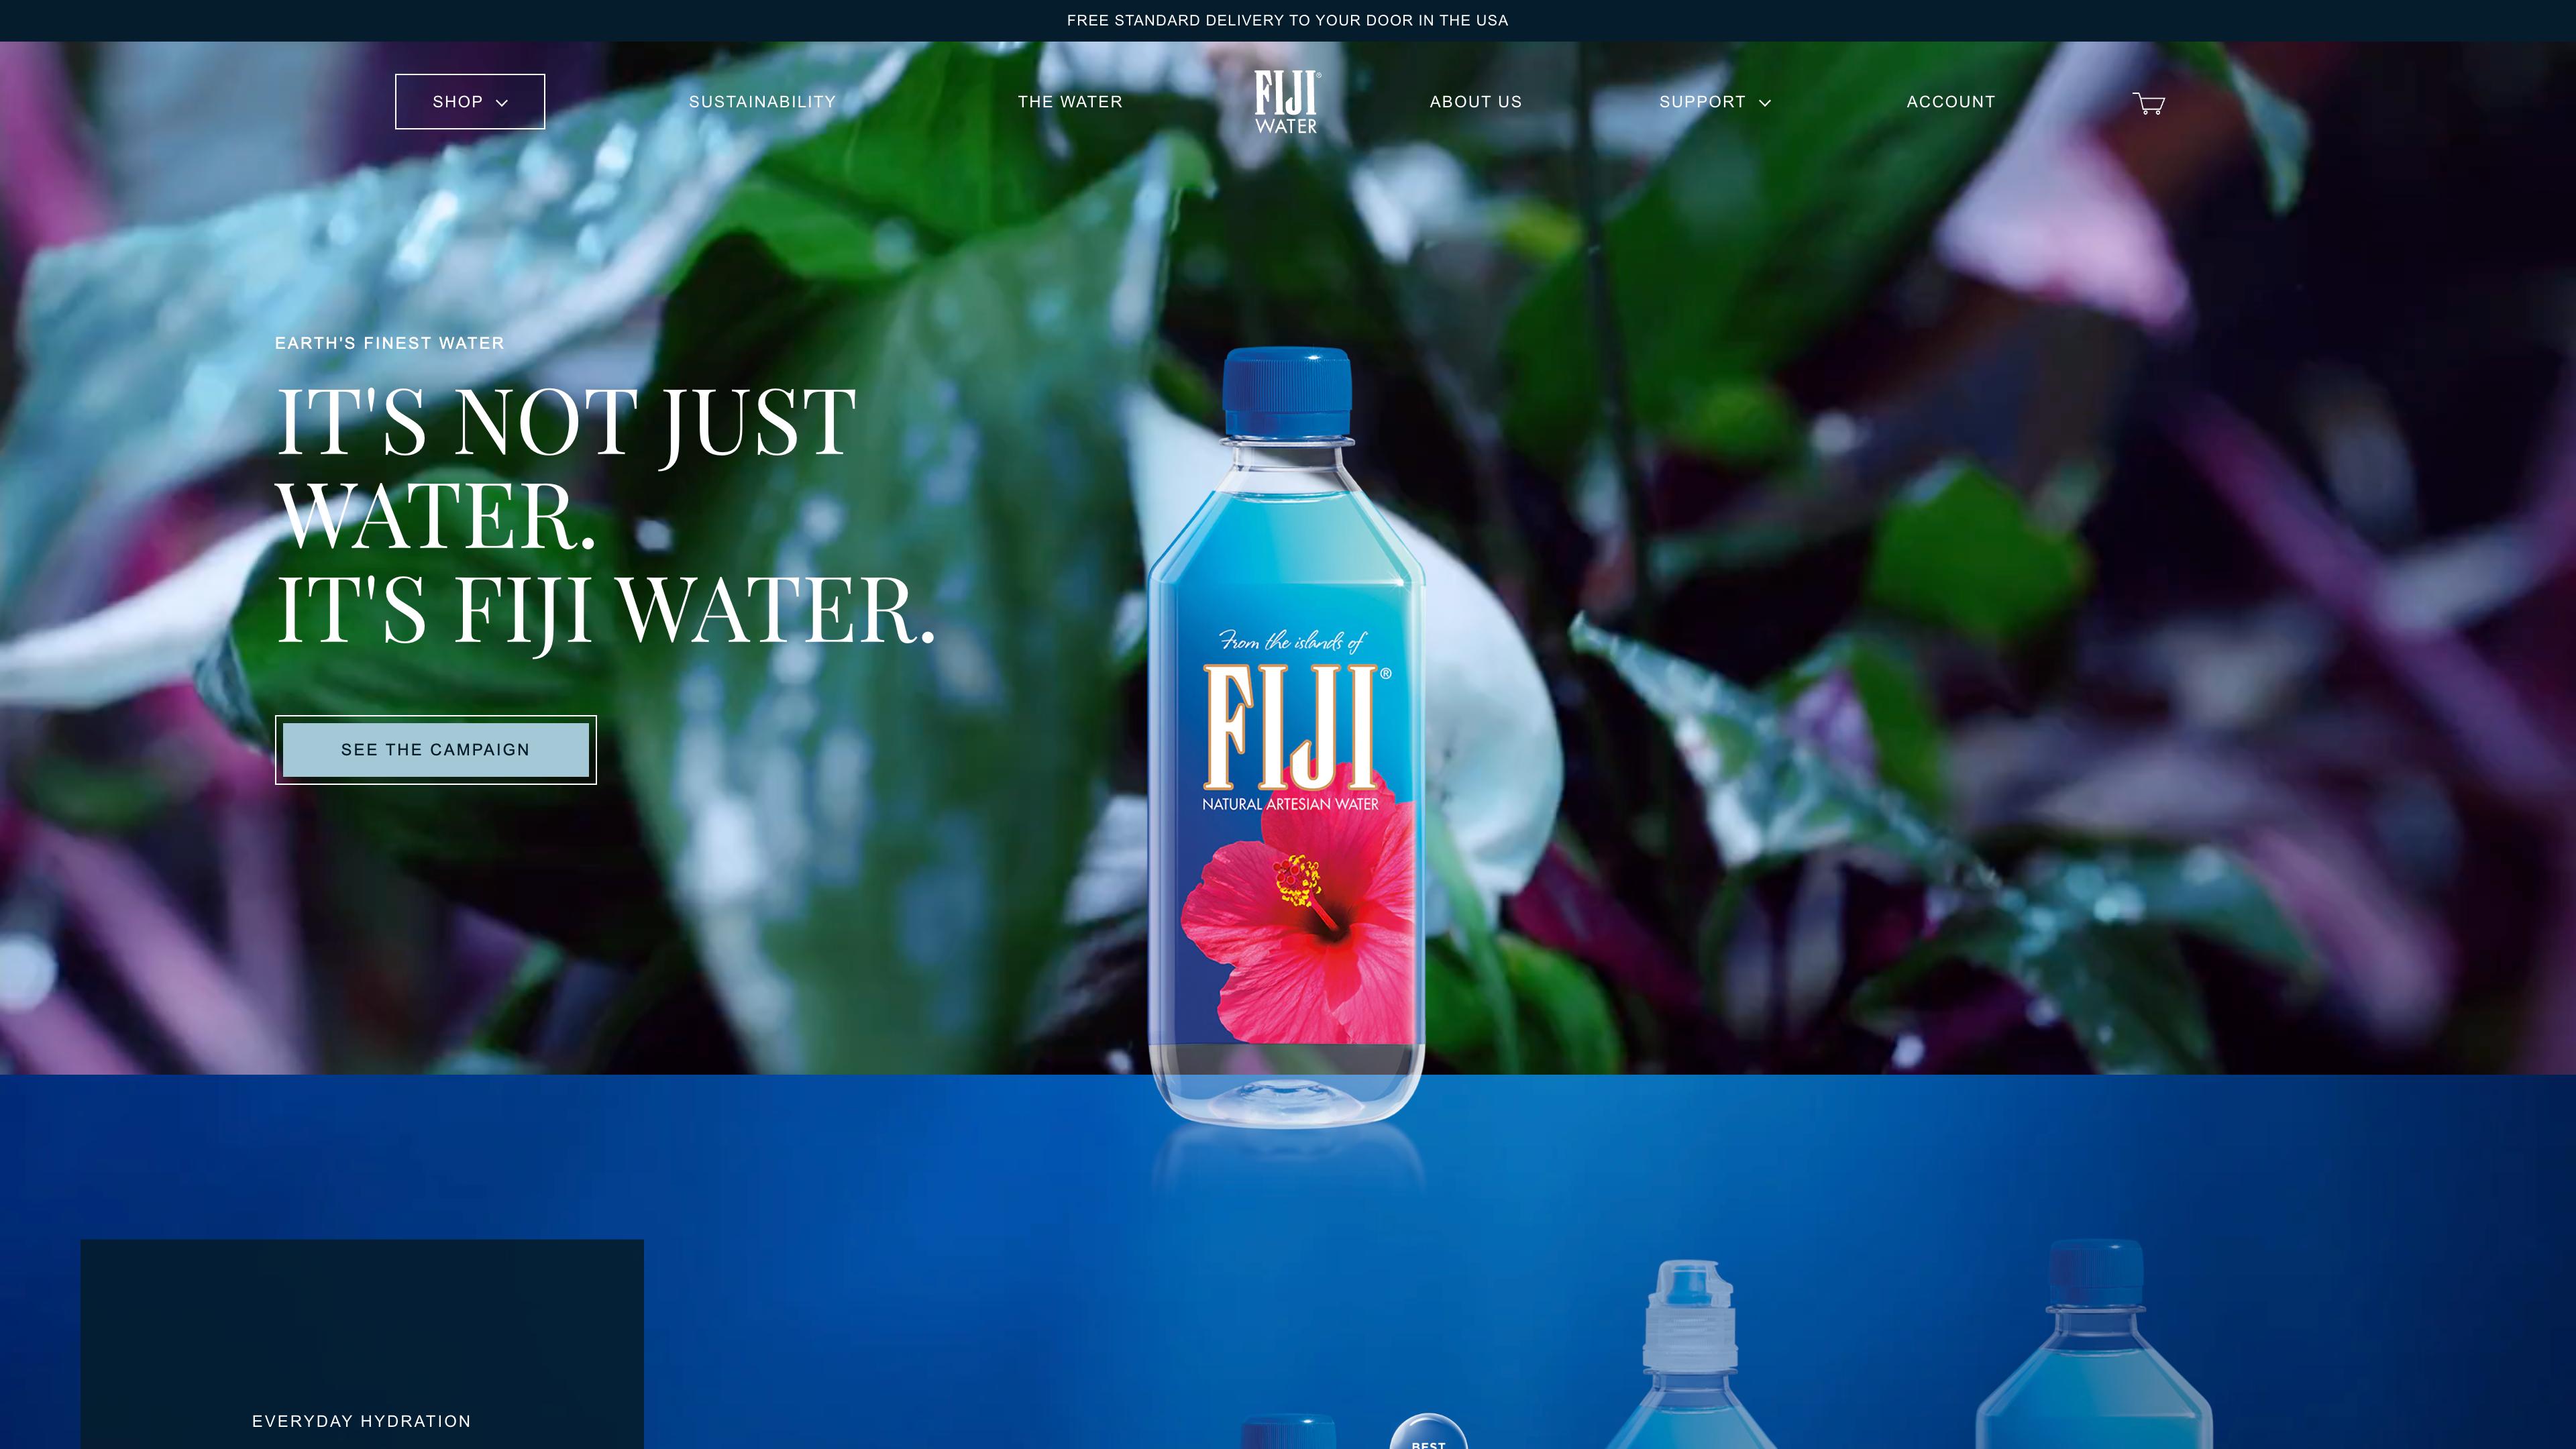 FREE STANDARD DELIVERY TO YOUR DOOR IN THE USA
SHOP
SUSTAINABILITY
THE WATER
FIJI®
WATER
ABOUT US
SUPPORT
ACCOUNT
EARTH'S FINEST WATER
IT'S NOT JUST
WATER.
IT'S FIJI WATER.
SEE THE CAMPAIGN
From the islands of
FIJI®
NATURAL ARTESIAN WATER
EVERYDAY HYDRATION
BEST